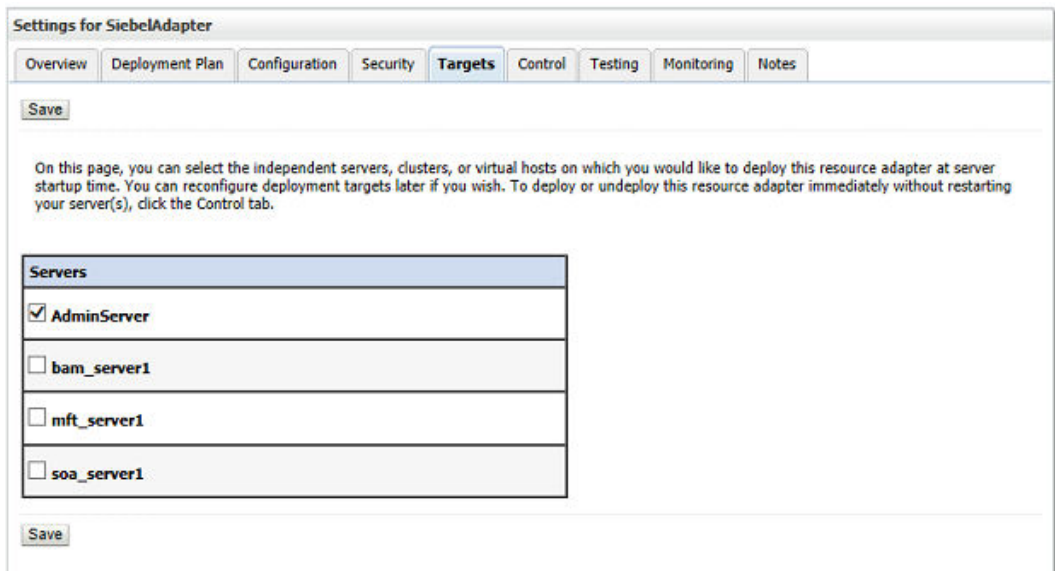 Settings for SiebelAdapter
Overview Deployment Plan Configuration Security Targets Control Testing Monitoring Notes
Save
On this page, you can select the independent servers, clusters, or virtual hosts on which you would like to deploy this resource adapter at server
startup time. You can reconfigure deployment targets later if you wish. To deploy or undeploy this resource adapter immediately without restarting
your server(s), click the Control tab.
Servers
AdminServer
bam_server1
mft_server1
soa_server1
Save